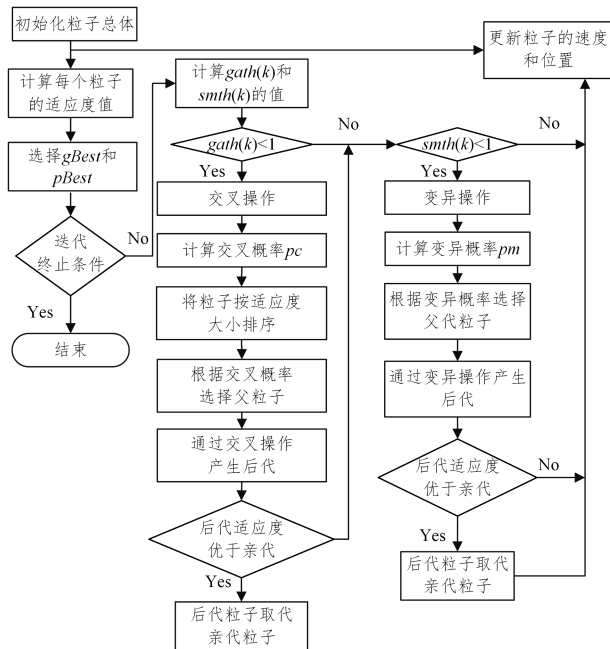 初始化粒子总体
计算每个粒子
的适应度值
选择gBest和
pBest
迭代
终止条件
No
Yes
结束
计算gath(k)和
smth(k)的值
gath(k)<1
No
Yes
交叉操作
计算交叉概率pc
将粒子按适应度
大小排序
根据交叉概率
选择父粒子
通过交叉操作
产生后代
后代适应度
优于亲代
Yes
后代粒子取代
亲代粒子
smth(k)<1
No
Yes
变异操作
计算变异概率pm
根据变异概率选择
父代粒子
通过变异操作产生
后代
后代适应度
优于亲代
No
Yes
后代粒子取代
亲代粒子
更新粒子的速度
和位置